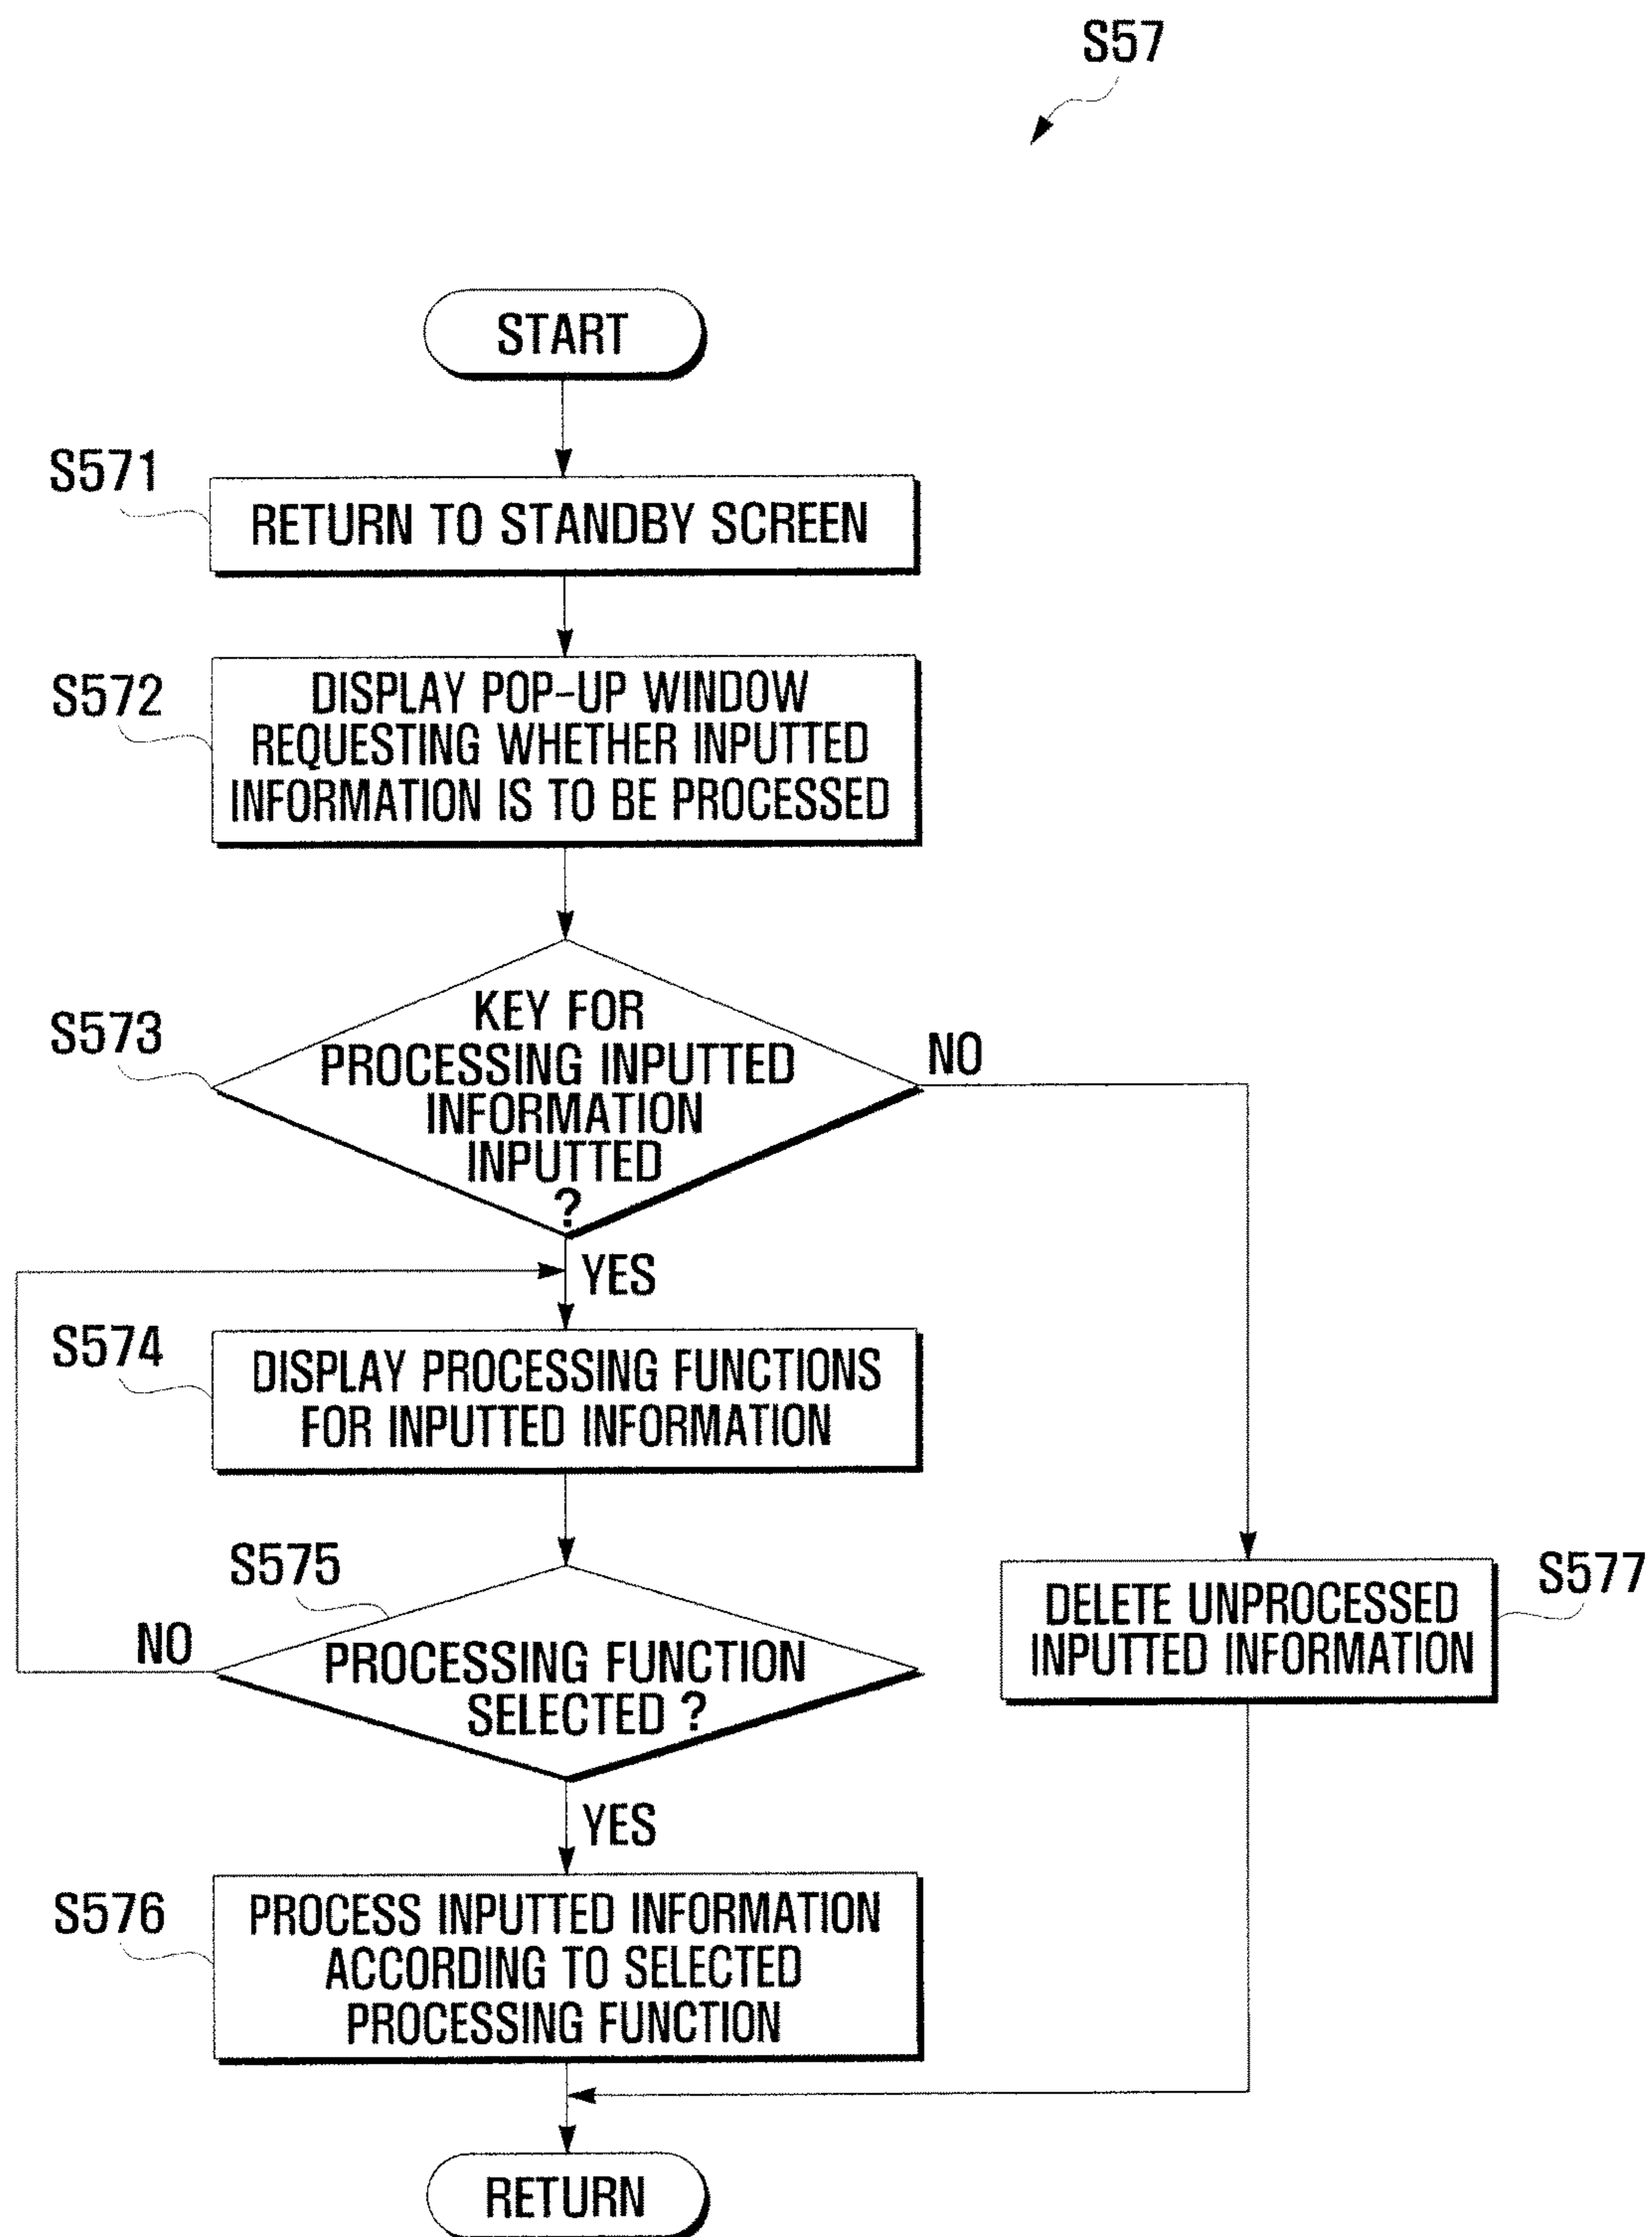 S57
START
S571
RETURN TO STANDBY SCREEN
S572
DISPLAY POP-UP WINDOW
REQUESTING WHETHER INPUTTED
INFORMATION IS TO BE PROCESSED
S573
KEY FOR
PROCESSING INPUTTED
INFORMATION
INPUTTED
?
NO
YES
S574
DISPLAY PROCESSING FUNCTIONS
FOR INPUTTED INFORMATION
S575
NO
PROCESSING FUNCTION
SELECTED ?
S577
DELETE UNPROCESSED
INPUTTED INFORMATION
YES
S576
PROCESS INPUTTED INFORMATION
ACCORDING TO SELECTED
PROCESSING FUNCTION
RETURN